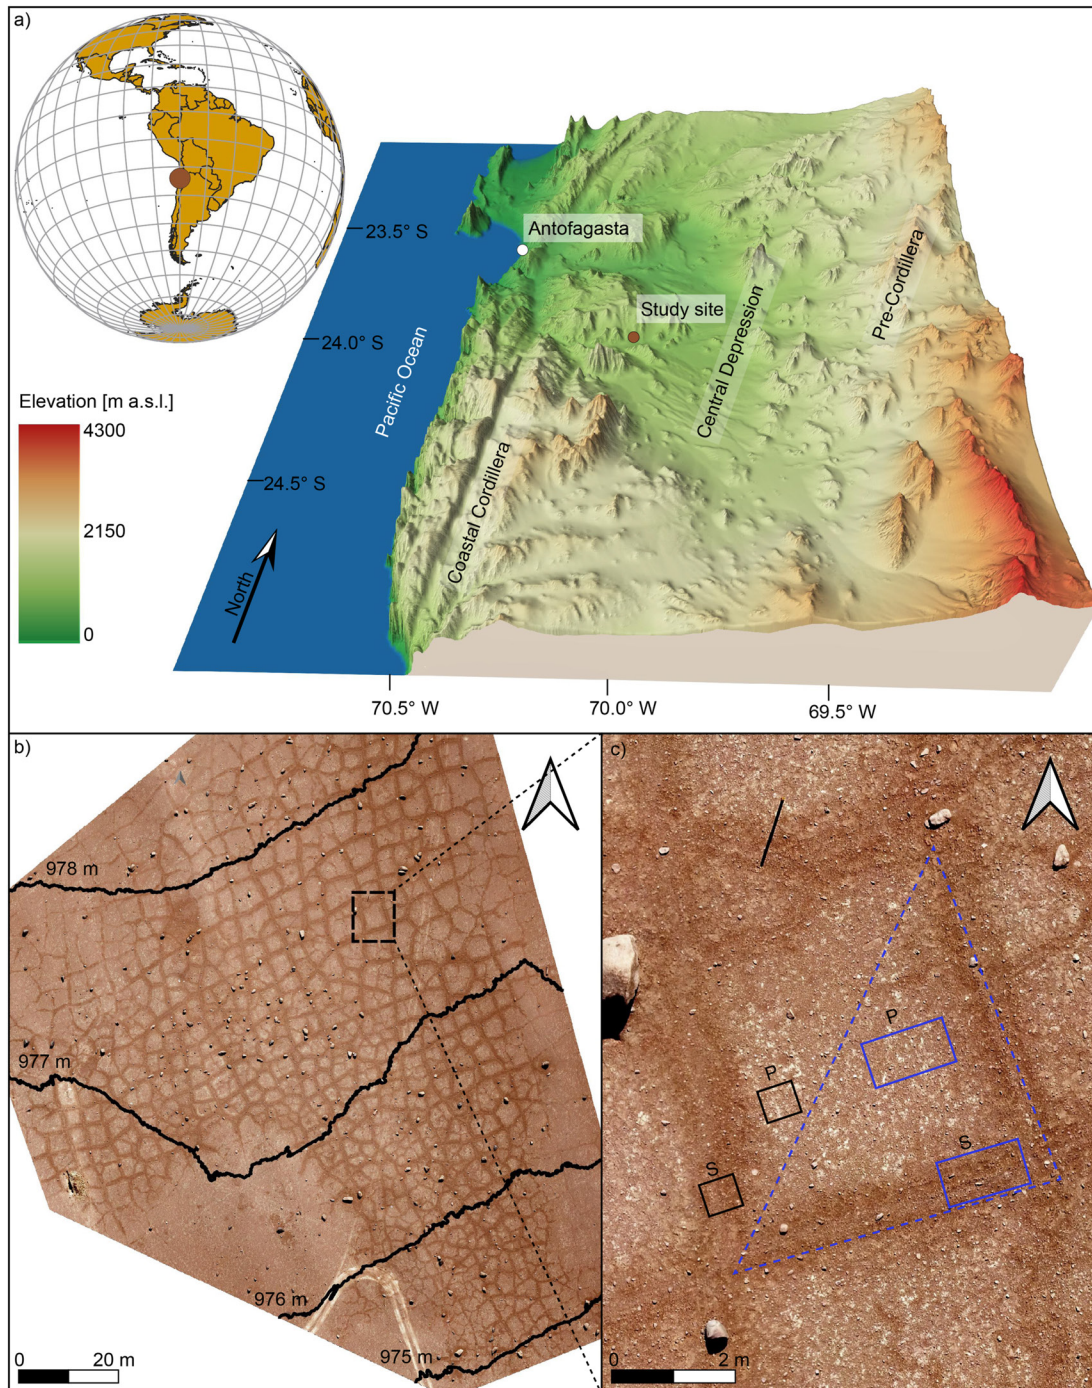 a)
23.5° S
Antofagasta
Study site
24.0° S
Pacific Ocean
Central Depression
Pre-Cordillera
Elevation [m a.s.l.]
4300
2150
0
24.5° S
Coastal Cordillera
North
70.5° W
70.0° W
69.5° W
b)
978 m
977 m
976 m
975 m
0
20 m
c)
P
P
S
S
0
2 m